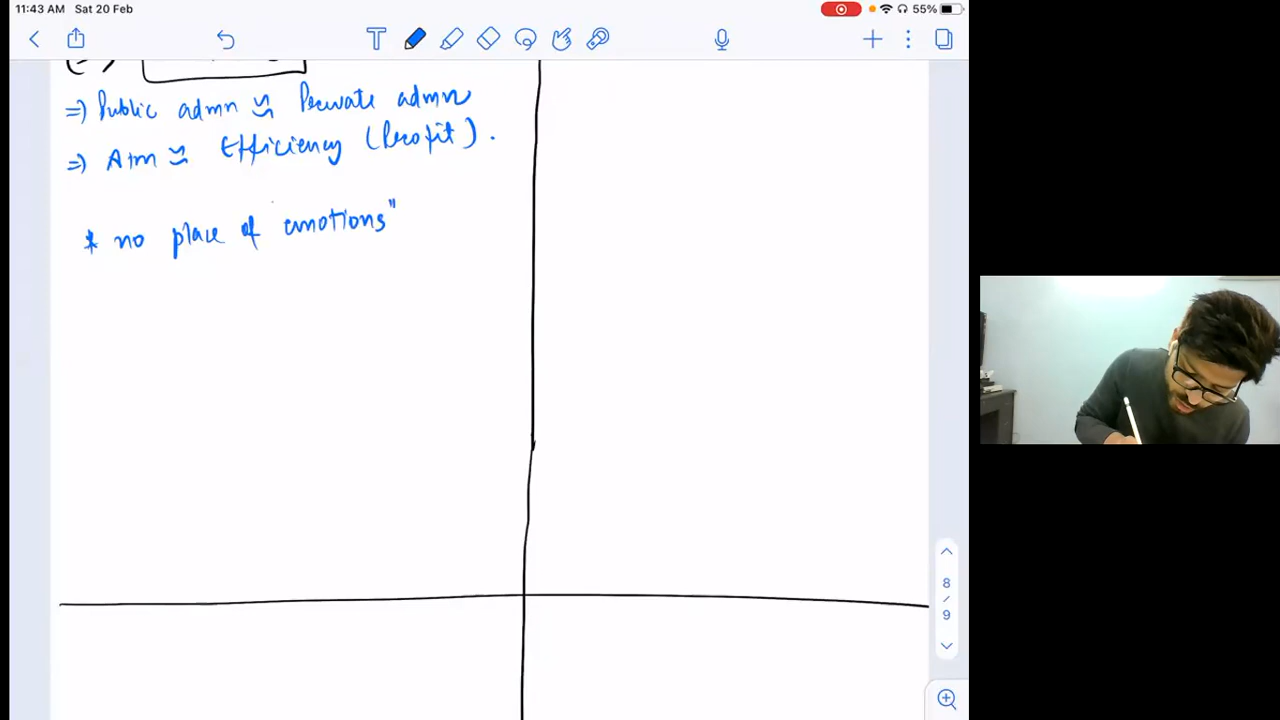 11:43 AM Sat 20 Feb 55%
⇒) Public admn ≈ Private admn
⇒) Aim ≈ Efficiency (Profit).
* no place of emotions"
8
/
9